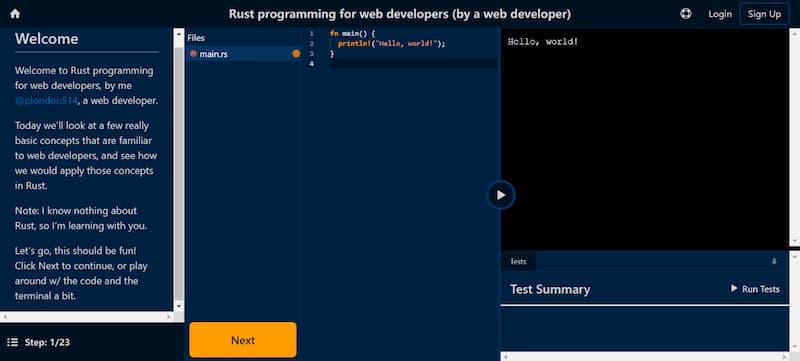 Rust programming for web developers (by a web developer)
Login
Sign Up
Welcome
Welcome to Rust programming
for web developers, by me
@plondon514, a web developer.
Today we'll look at a few really
basic concepts that are familiar
to web developers, and see how
we would apply those concepts
in Rust.
Note: I know nothing about
Rust, so I'm learning with you.
Let's go, this should be fun!
Click Next to continue, or play
around w/ the code and the
terminal a bit.
Step: 1/23
Files
main.rs
Next
1 fn main() {
2 println!("Hello, world!");
3 }
4
Hello, world!
Tests
Test Summary
Run Tests